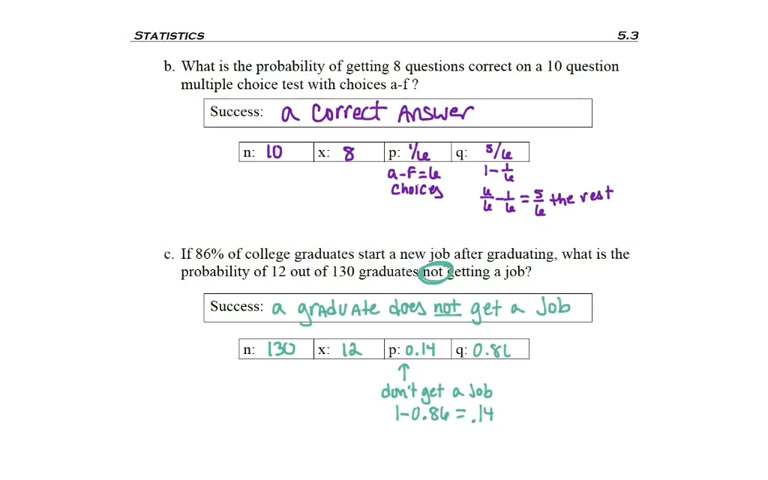 STATISTICS 5.3
b. What is the probability of getting 8 questions correct on a 10 question
multiple choice test with choices a-f ?
Success: a correct Answer
n: 10 x: 8 p: 1/6 q: 5/6
a-F=6 1-1/6
choices 6/6-1/6=5/6 the rest
c. If 86% of college graduates start a new job after graduating, what is the
probability of 12 out of 130 graduates not getting a job?
Success: a graduate does not get a Job
n: 130 x: 12 p: 0.14 q: 0.86
↑
don't get a Job
1-0.86=.14